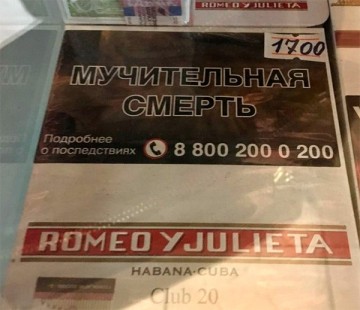 ROMEO Y JULIETA
1700
МУЧИТЕЛЬНАЯ
СМЕРТЬ
Подробнее
о последствиях 8 800 200 0 200
ROMEO Y JULIETA
HABANA-CUBA
Club 20